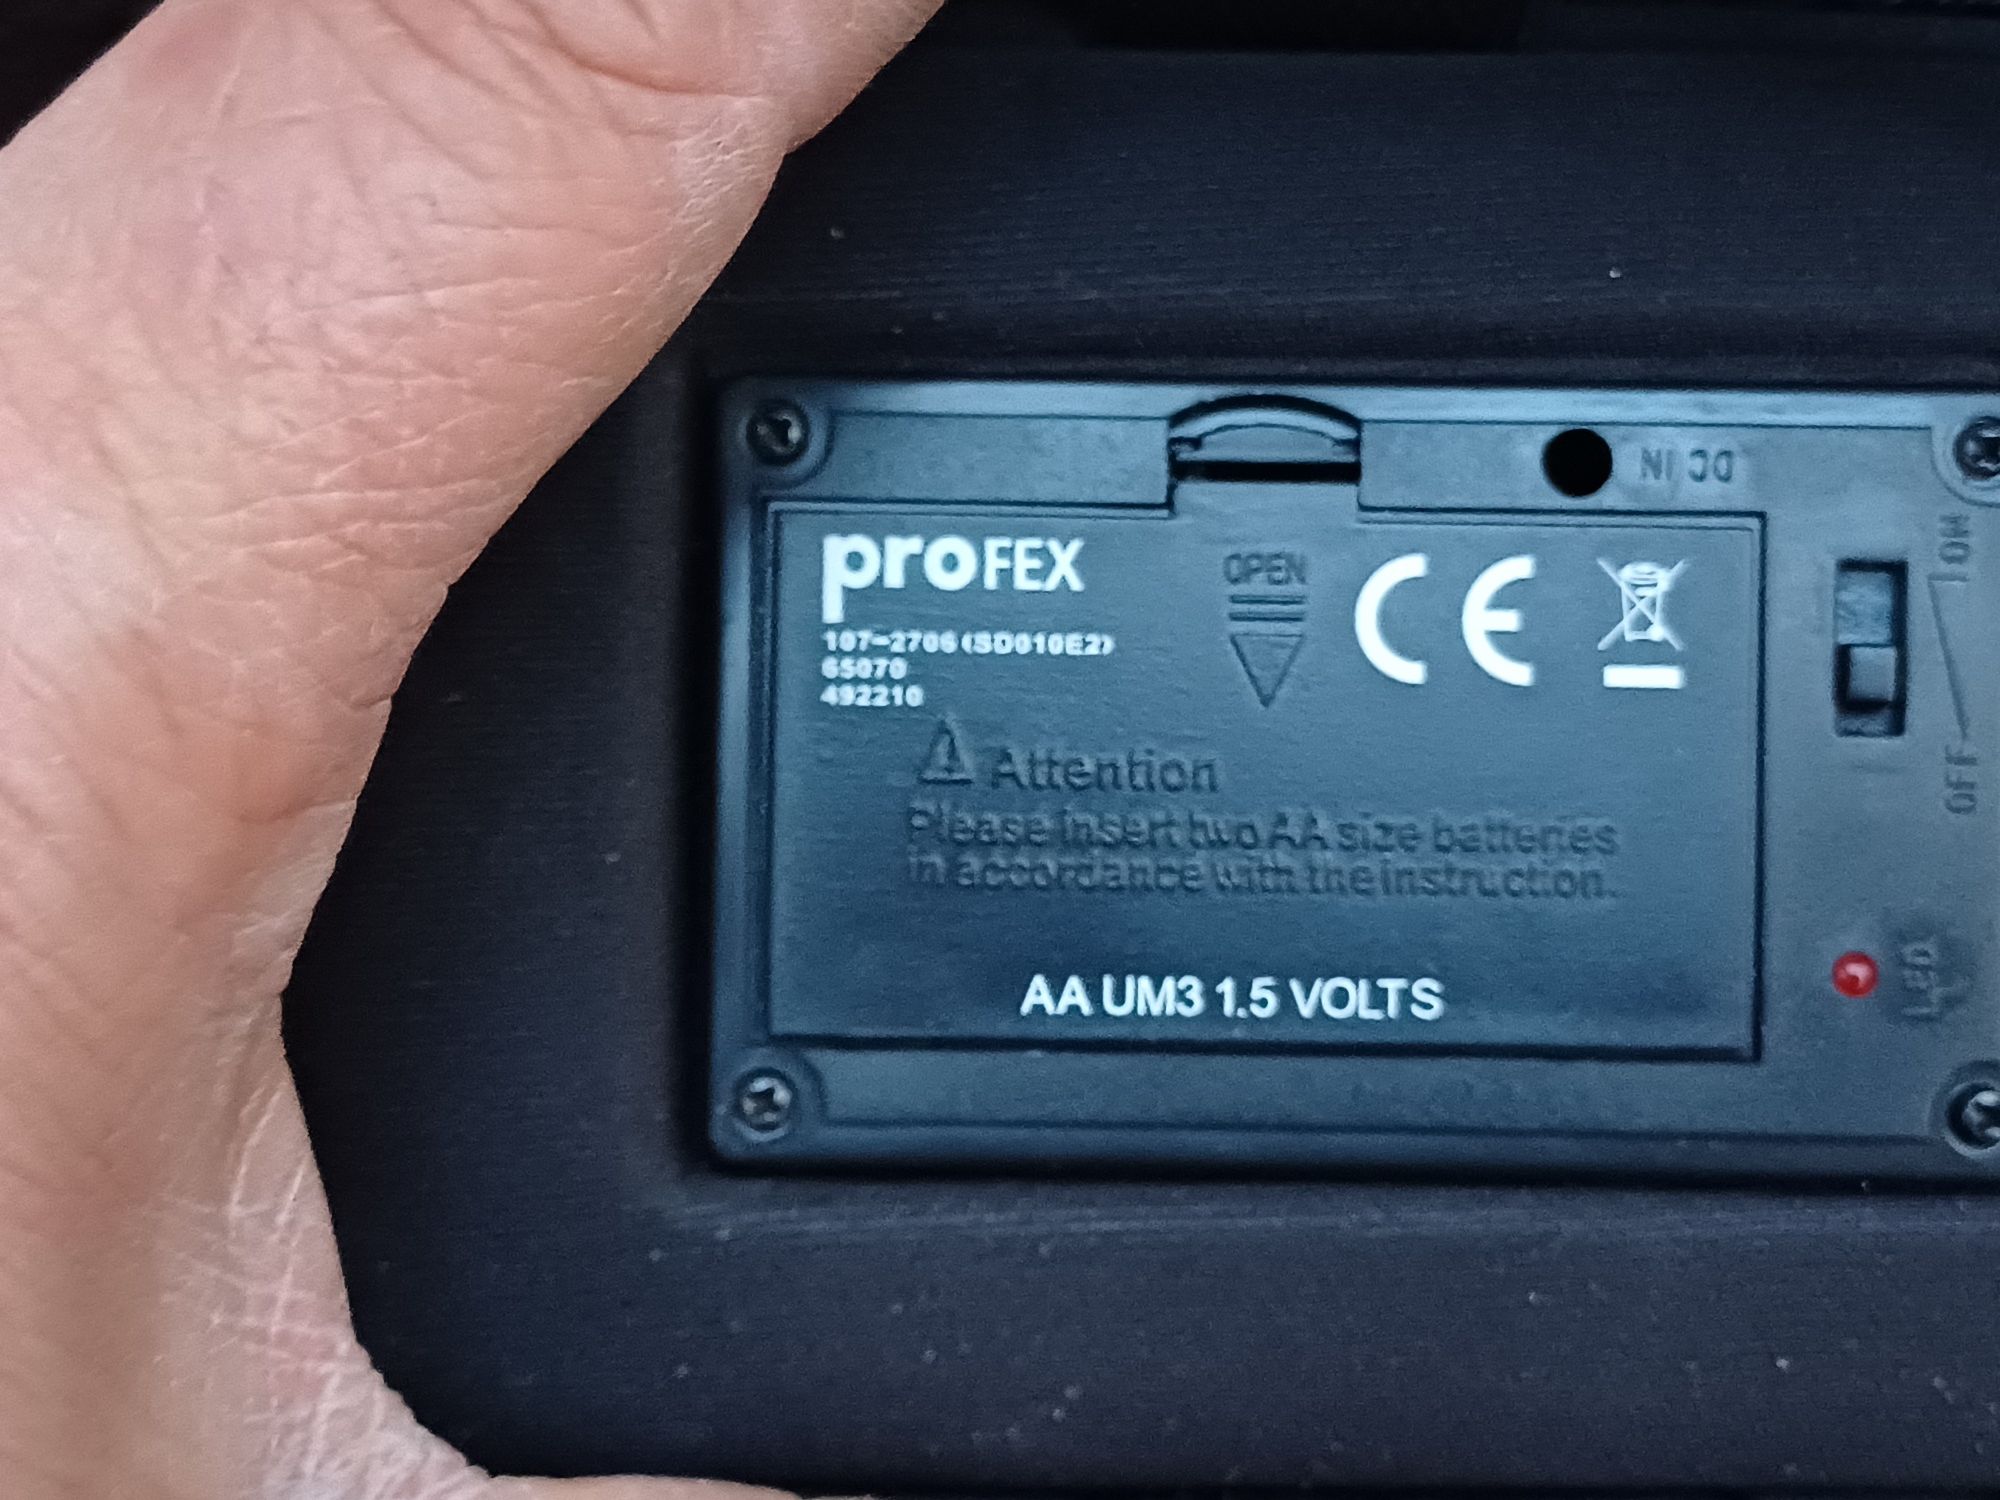 DC IN
proFEX
OPEN
107-2706(SD010E2)
65070
492210
ON
OFF
Attention
Please insert two AA size batteries
in accordance with the instruction.
LED
AA UM3 1.5 VOLTS
CE